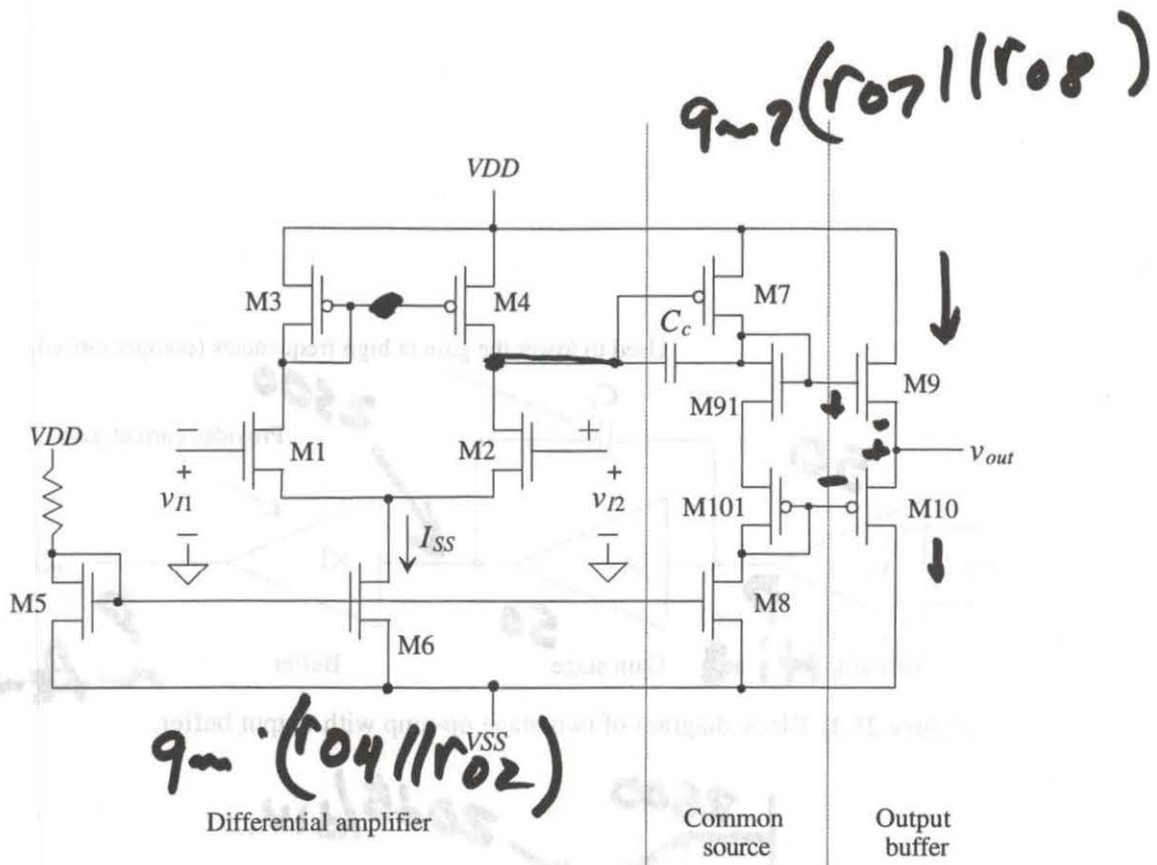 gm7(ro7||ro8)
VDD
M3
M4
M7
Cc
M9
M91
VDD
M1
M2
+
vout
+
vI1
−
+
vI2
−
M101
M10
ISS
M5
M6
M8
VSS
gm·(ro4||ro2)
Differential amplifier
Common source
Output buffer